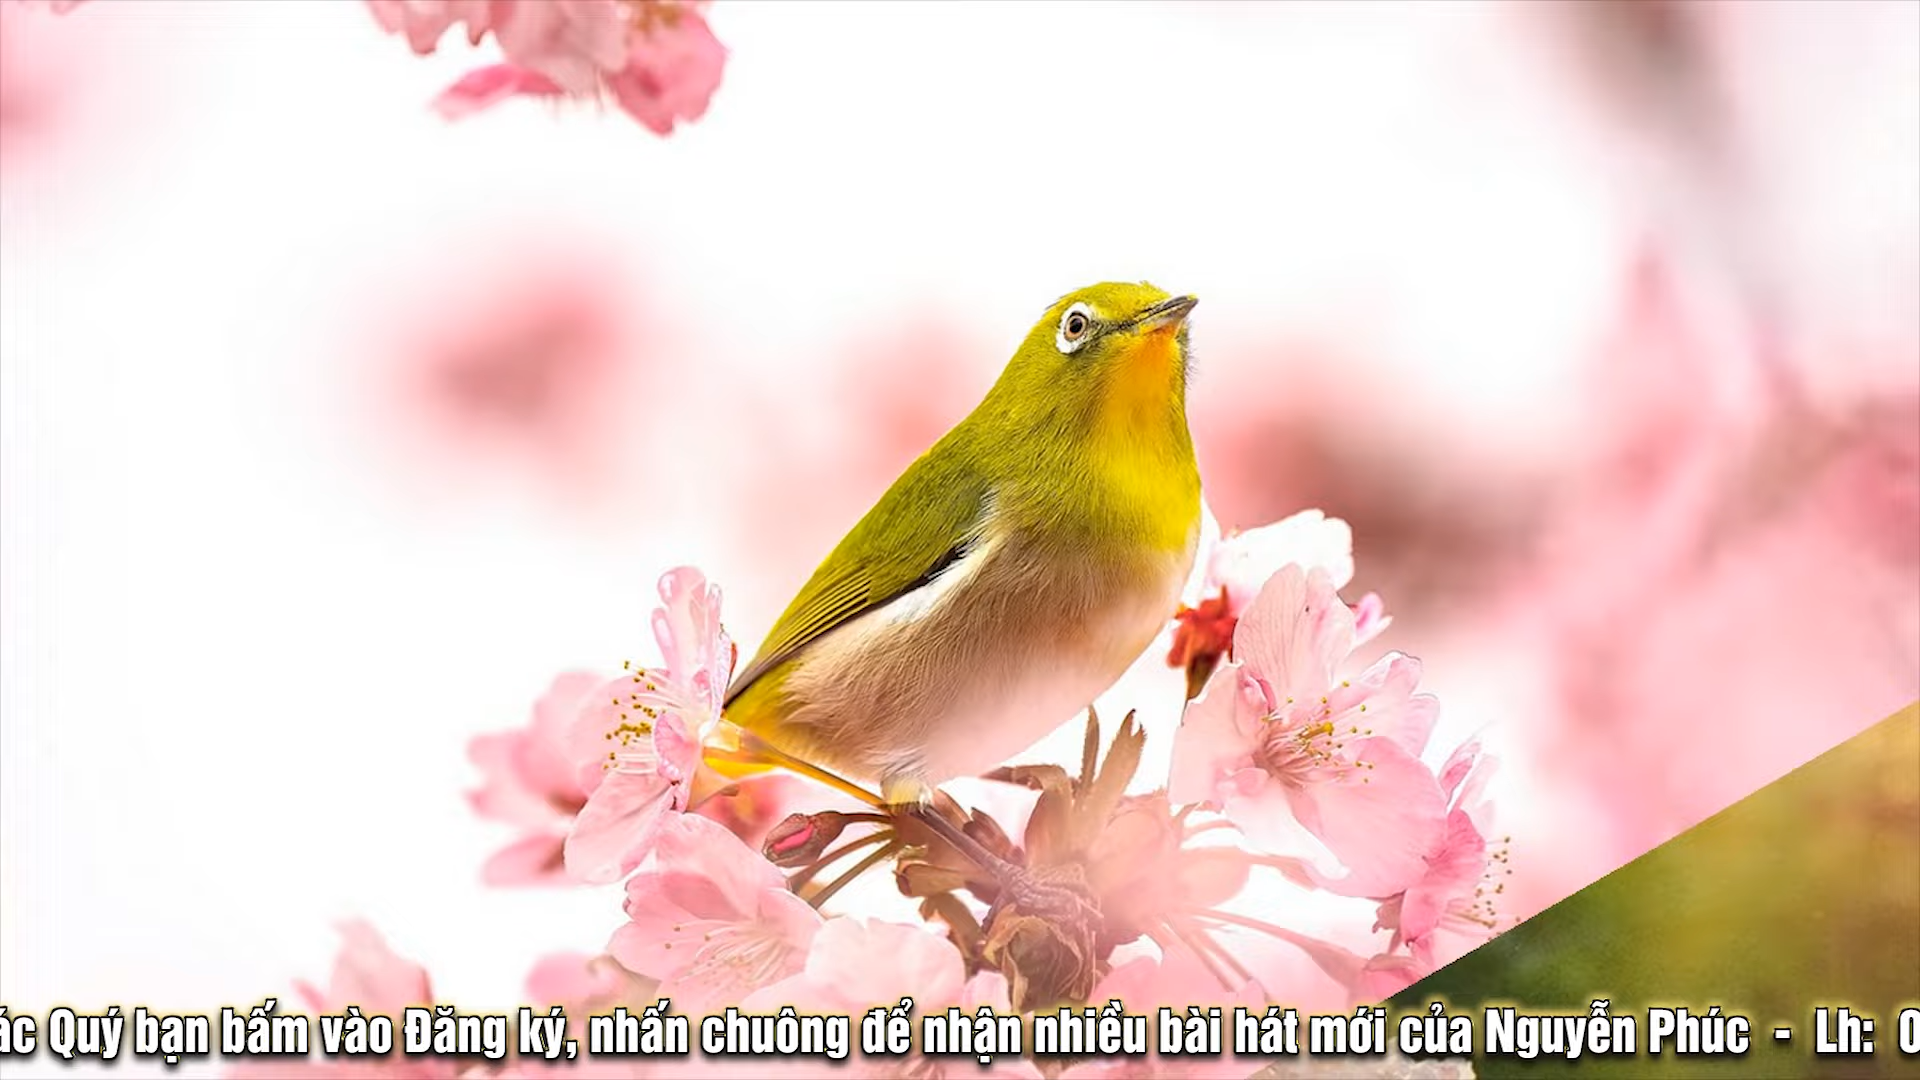 ác Quý bạn bấm vào Đăng ký, nhấn chuông để nhận nhiều bài hát mới của Nguyễn Phúc - Lh: 0